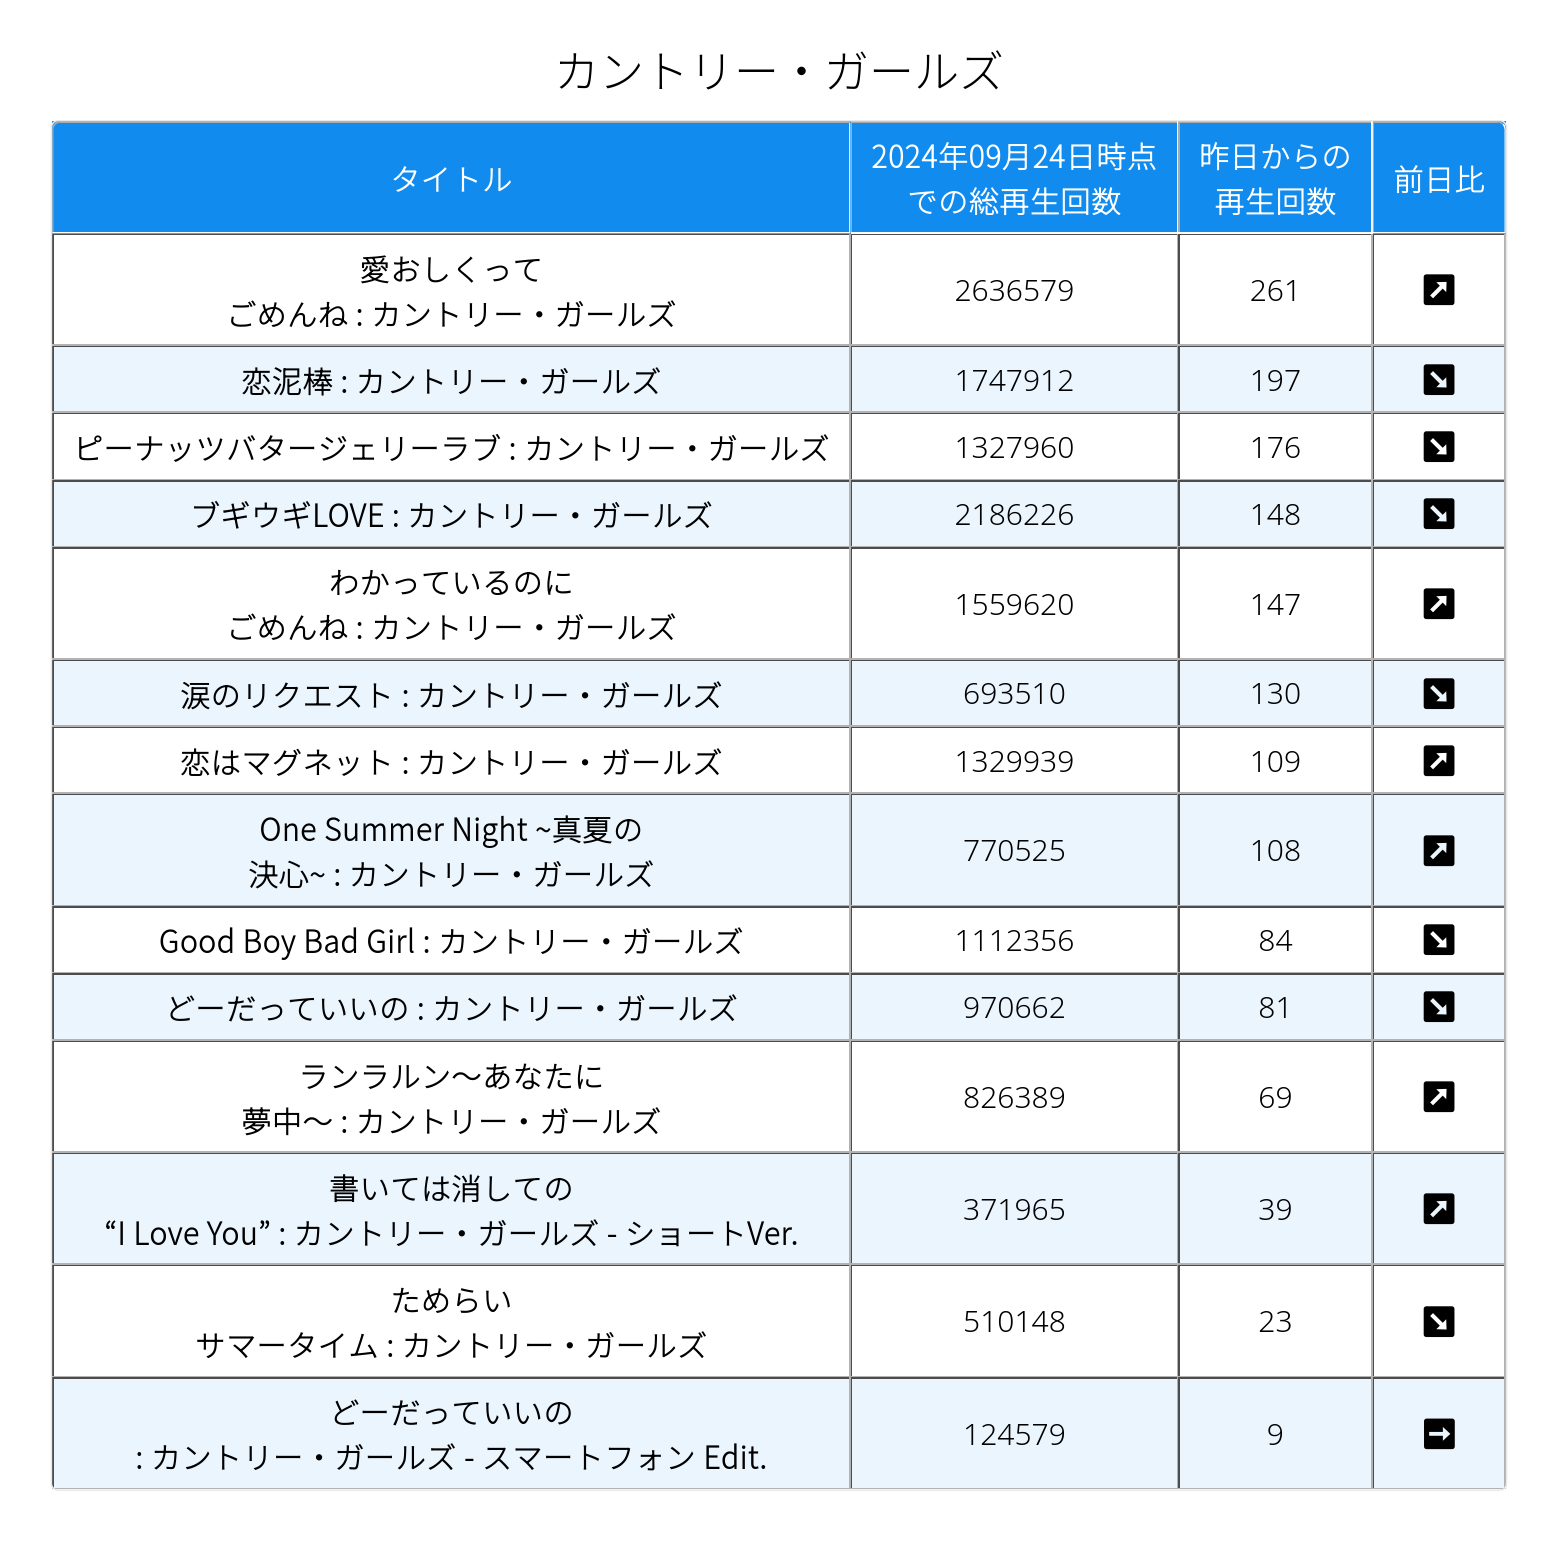 カントリー・ガールズ
タイトル
2024年09月24日時点
での総再生回数
昨日からの
再生回数
前日比
愛おしくって
ごめんね : カントリー・ガールズ
2636579
261
恋泥棒 : カントリー・ガールズ
1747912
197
ピーナッツバタージェリーラブ : カントリー・ガールズ
1327960
176
ブギウギLOVE : カントリー・ガールズ
2186226
148
わかっているのに
ごめんね : カントリー・ガールズ
1559620
147
涙のリクエスト : カントリー・ガールズ
693510
130
恋はマグネット : カントリー・ガールズ
1329939
109
One Summer Night ~真夏の
決心~ : カントリー・ガールズ
770525
108
Good Boy Bad Girl : カントリー・ガールズ
1112356
84
どーだっていいの : カントリー・ガールズ
970662
81
ランラルン〜あなたに
夢中〜 : カントリー・ガールズ
826389
69
書いては消しての
“I Love You” : カントリー・ガールズ - ショートVer.
371965
39
ためらい
サマータイム : カントリー・ガールズ
510148
23
どーだっていいの
: カントリー・ガールズ - スマートフォン Edit.
124579
9